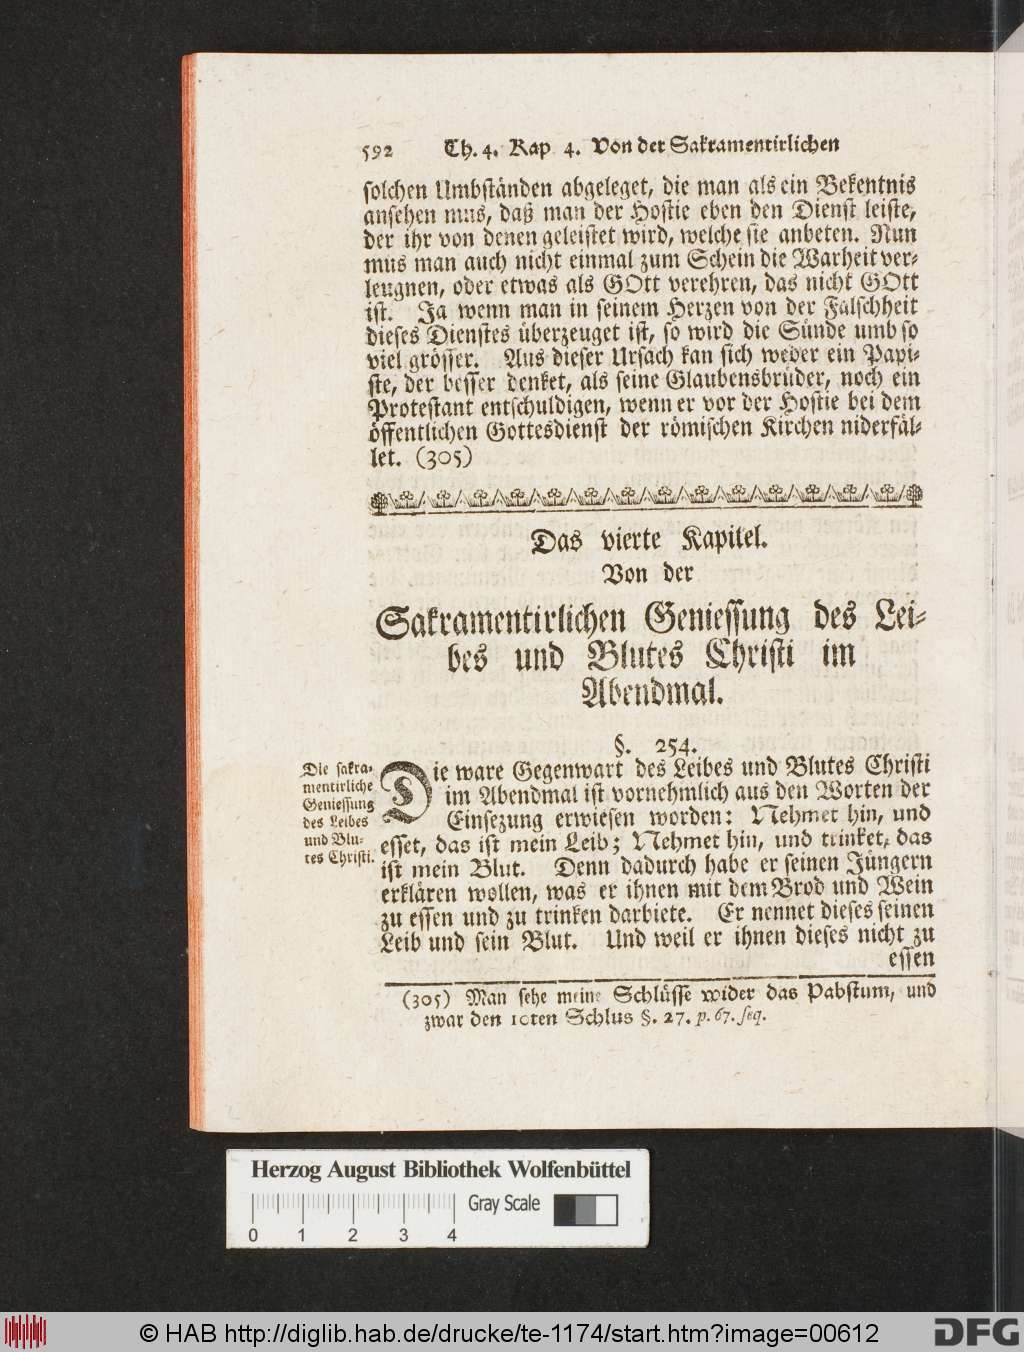 592 Th. 4. Kap 4. Von der Sakramentirlichen
solchen Umbständen abgeleget, die man als ein Bekentnis
ansehen mus, daß man der Hostie eben den Dienst leiste,
der ihr von denen geleistet wird, welche sie anbeten. Nun
mus man auch nicht einmal zum Schein die Warheit ver-
leugnen, oder etwas als GOtt verehren, das nicht GOtt
ist. Ja wenn man in seinem Herzen von der Falschheit
dieses Dienstes überzeuget ist, so wird die Sünde umb so
viel grösser. Aus dieser Ursach kan sich weder ein Papi-
ste, der besser denket, als seine Glaubensbrüder, noch ein
Protestant entschuldigen, wenn er vor der Hostie bei dem
öffentlichen Gottesdienst der römischen Kirchen niderfäl-
let. (305)
Das vierte Kapitel.
Von der
Sakramentirlichen Geniessung des Lei-
bes und Blutes Christi im
Abendmal.
§. 254.
Die sakra-
mentirliche
Geniessung
des Leibes
und Blu-
tes Christi.
Die ware Gegenwart des Leibes und Blutes Christi
im Abendmal ist vornehmlich aus den Worten der
Einsezung erwiesen worden: Nehmet hin, und
esset, das ist mein Leib; Nehmet hin, und trinket, das
ist mein Blut. Denn dadurch habe er seinen Jüngern
erklären wollen, was er ihnen mit dem Brod und Wein
zu essen und zu trinken darbiete. Er nennet dieses seinen
Leib und sein Blut. Und weil er ihnen dieses nicht zu
essen
(305) Man sehe meine Schlüsse wider das Pabstum, und
zwar den 10ten Schlus §. 27. p. 67. seq.
Herzog August Bibliothek Wolfenbüttel
Gray Scale
0 1 2 3 4
© HAB http://diglib.hab.de/drucke/te-1174/start.htm?image=00612
DFG